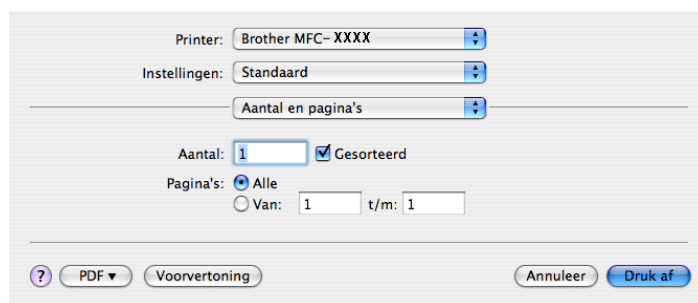 Printer: Brother MFC- XXXX
Instellingen: Standaard
Aantal en pagina's
Aantal: 1 Gesorteerd
Pagina's: Alle
Van: 1 t/m: 1
? PDF ▼ Voorvertoning Annuleer Druk af